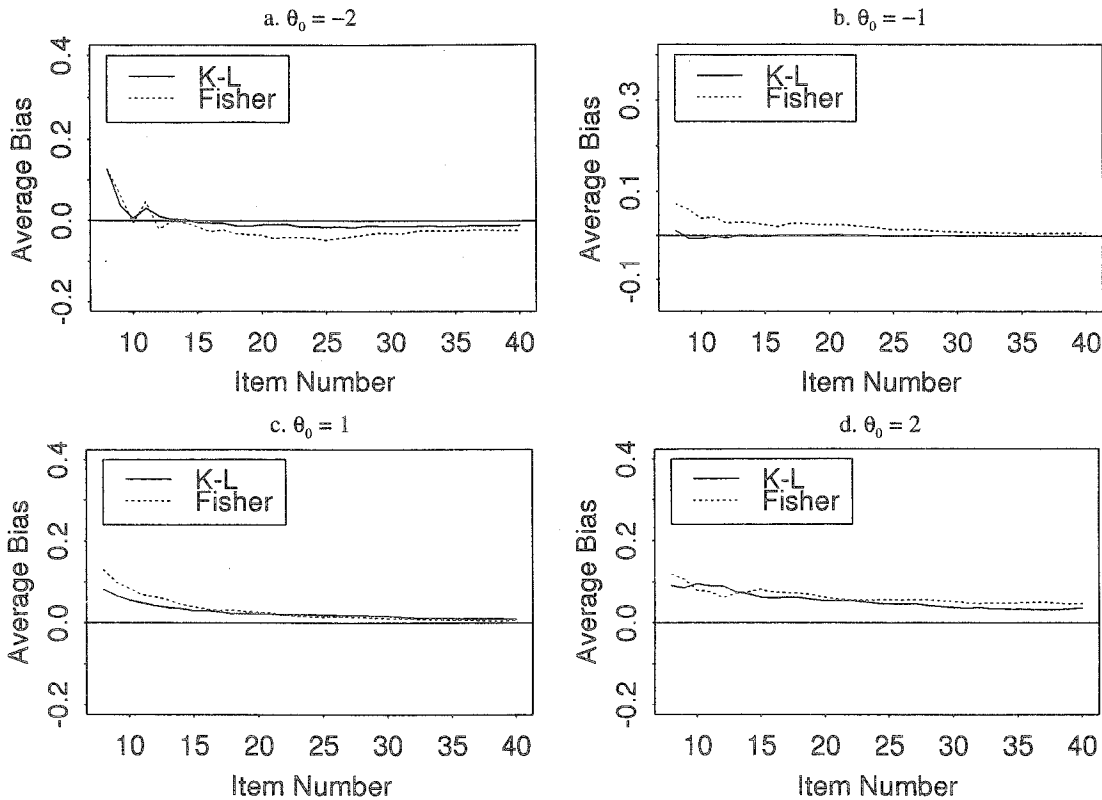 a. θ₀ = −2
K-L
Fisher
Average Bias
0.4
0.2
0.0
-0.2
10 15 20 25 30 35 40
Item Number
b. θ₀ = −1
K-L
Fisher
Average Bias
0.3
0.1
-0.1
10 15 20 25 30 35 40
Item Number
c. θ₀ = 1
K-L
Fisher
Average Bias
0.4
0.2
0.0
-0.2
10 15 20 25 30 35 40
Item Number
d. θ₀ = 2
K-L
Fisher
Average Bias
0.4
0.2
0.0
-0.2
10 15 20 25 30 35 40
Item Number